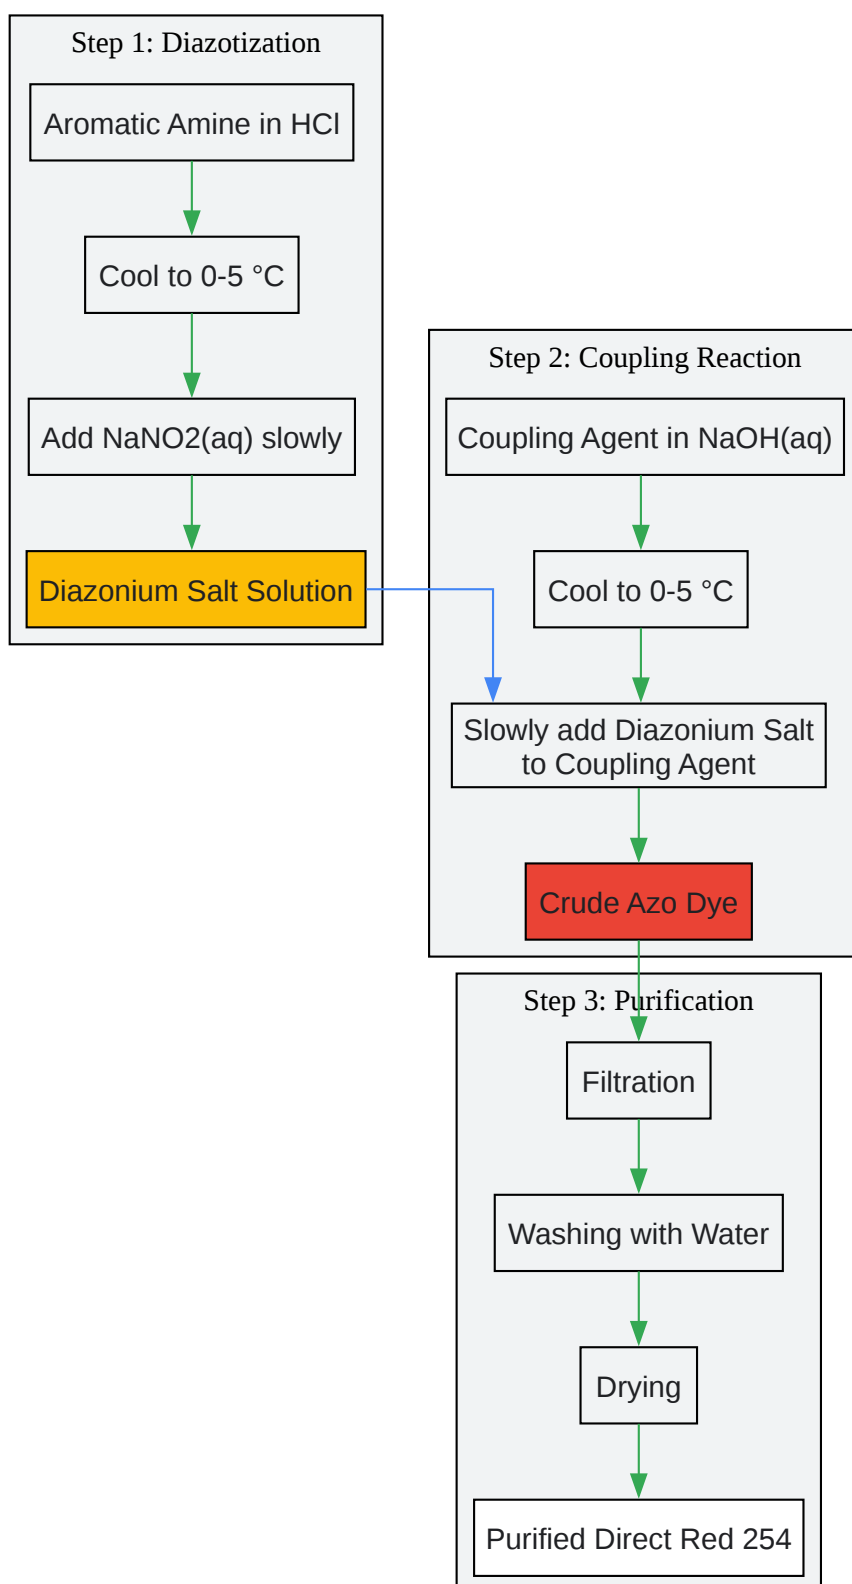 Step 1: Diazotization
Aromatic Amine in HCl
Cool to 0-5 °C
Add NaNO2(aq) slowly
Diazonium Salt Solution
Step 2: Coupling Reaction
Coupling Agent in NaOH(aq)
Cool to 0-5 °C
Slowly add Diazonium Salt
to Coupling Agent
Crude Azo Dye
Step 3: Purification
Filtration
Washing with Water
Drying
Purified Direct Red 254